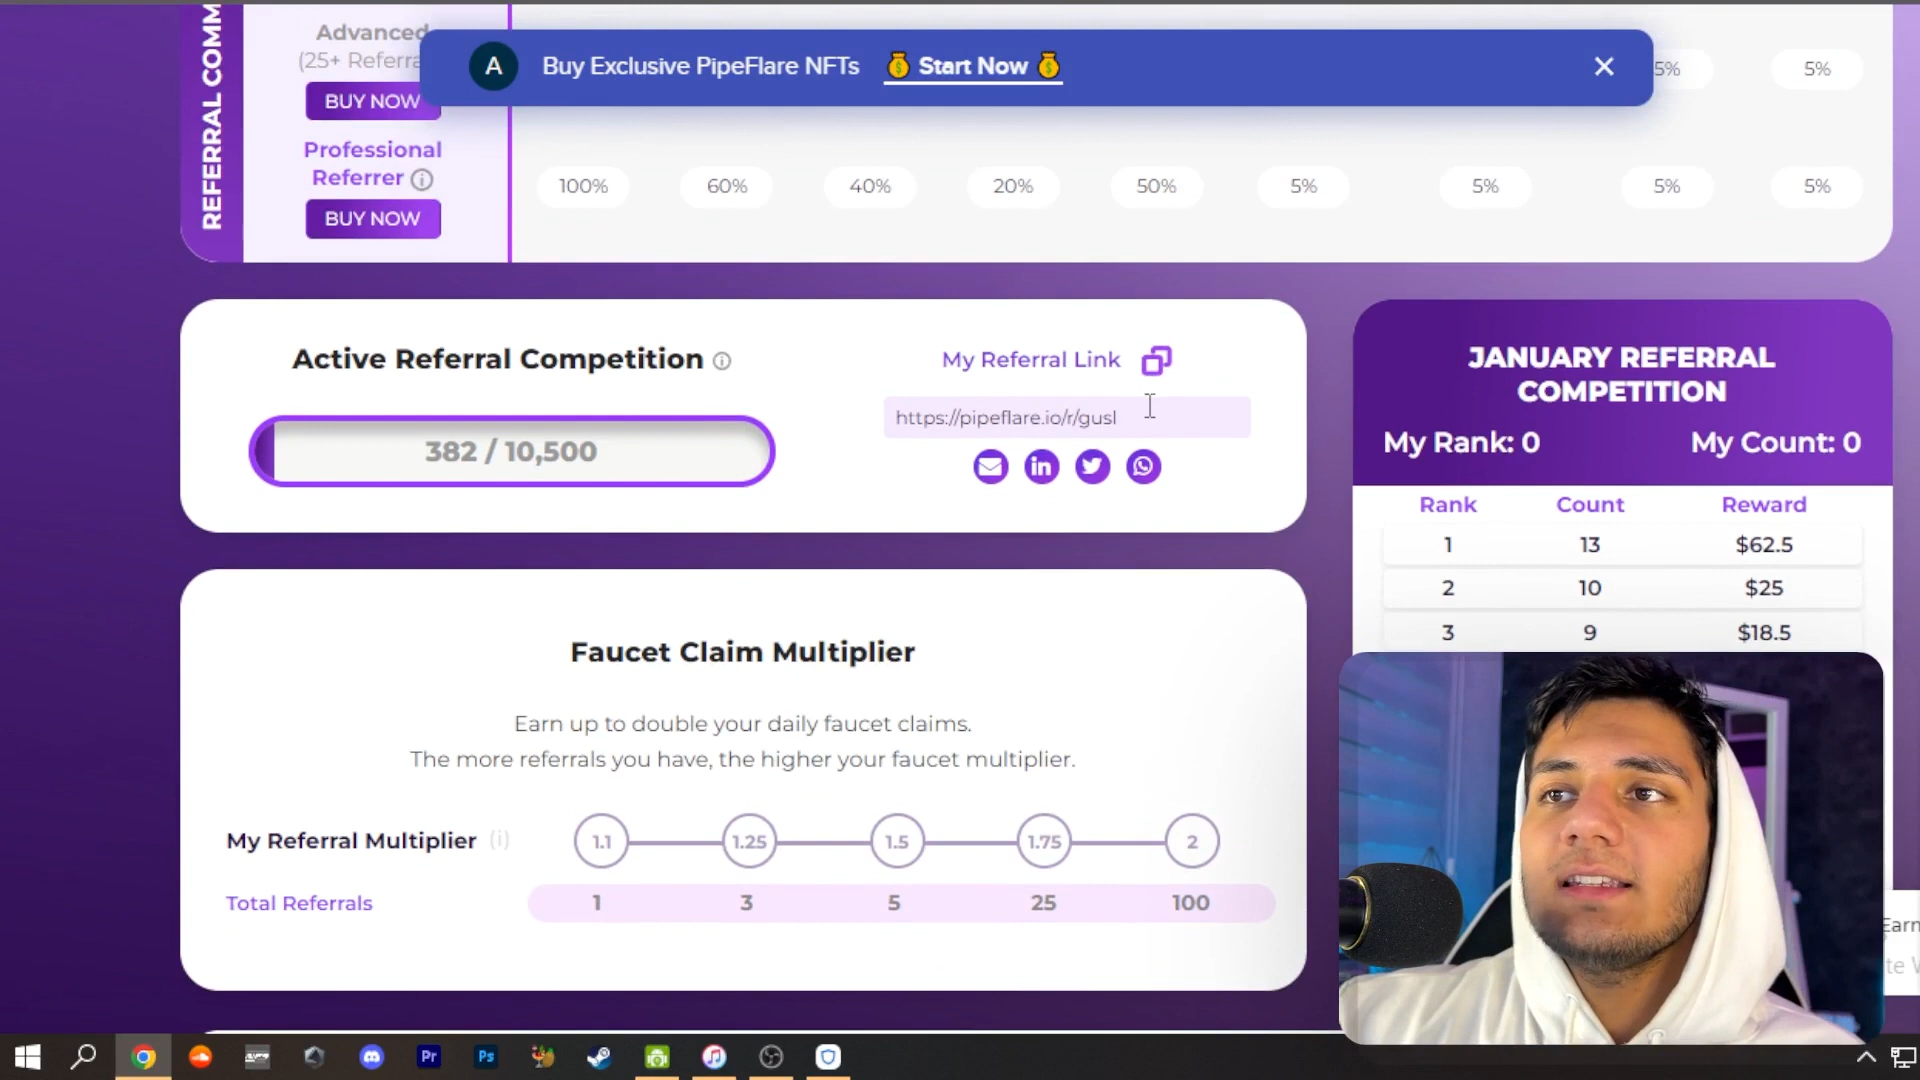 REFERRAL COMM
Advanced
(25+ Referra
BUY NOW
A Buy Exclusive PipeFlare NFTs 💰 Start Now 💰 ✕
5% 5%
Professional
Referrer
BUY NOW
100% 60% 40% 20% 50% 5% 5% 5% 5%
Active Referral Competition
382 / 10,500
My Referral Link
https://pipeflare.io/r/gusl
JANUARY REFERRAL
COMPETITION
My Rank: 0 My Count: 0
Rank Count Reward
1 13 $62.5
2 10 $25
3 9 $18.5
Faucet Claim Multiplier
Earn up to double your daily faucet claims.
The more referrals you have, the higher your faucet multiplier.
My Referral Multiplier 1.1 1.25 1.5 1.75 2
Total Referrals 1 3 5 25 100
Earn
te W
Pr Ps